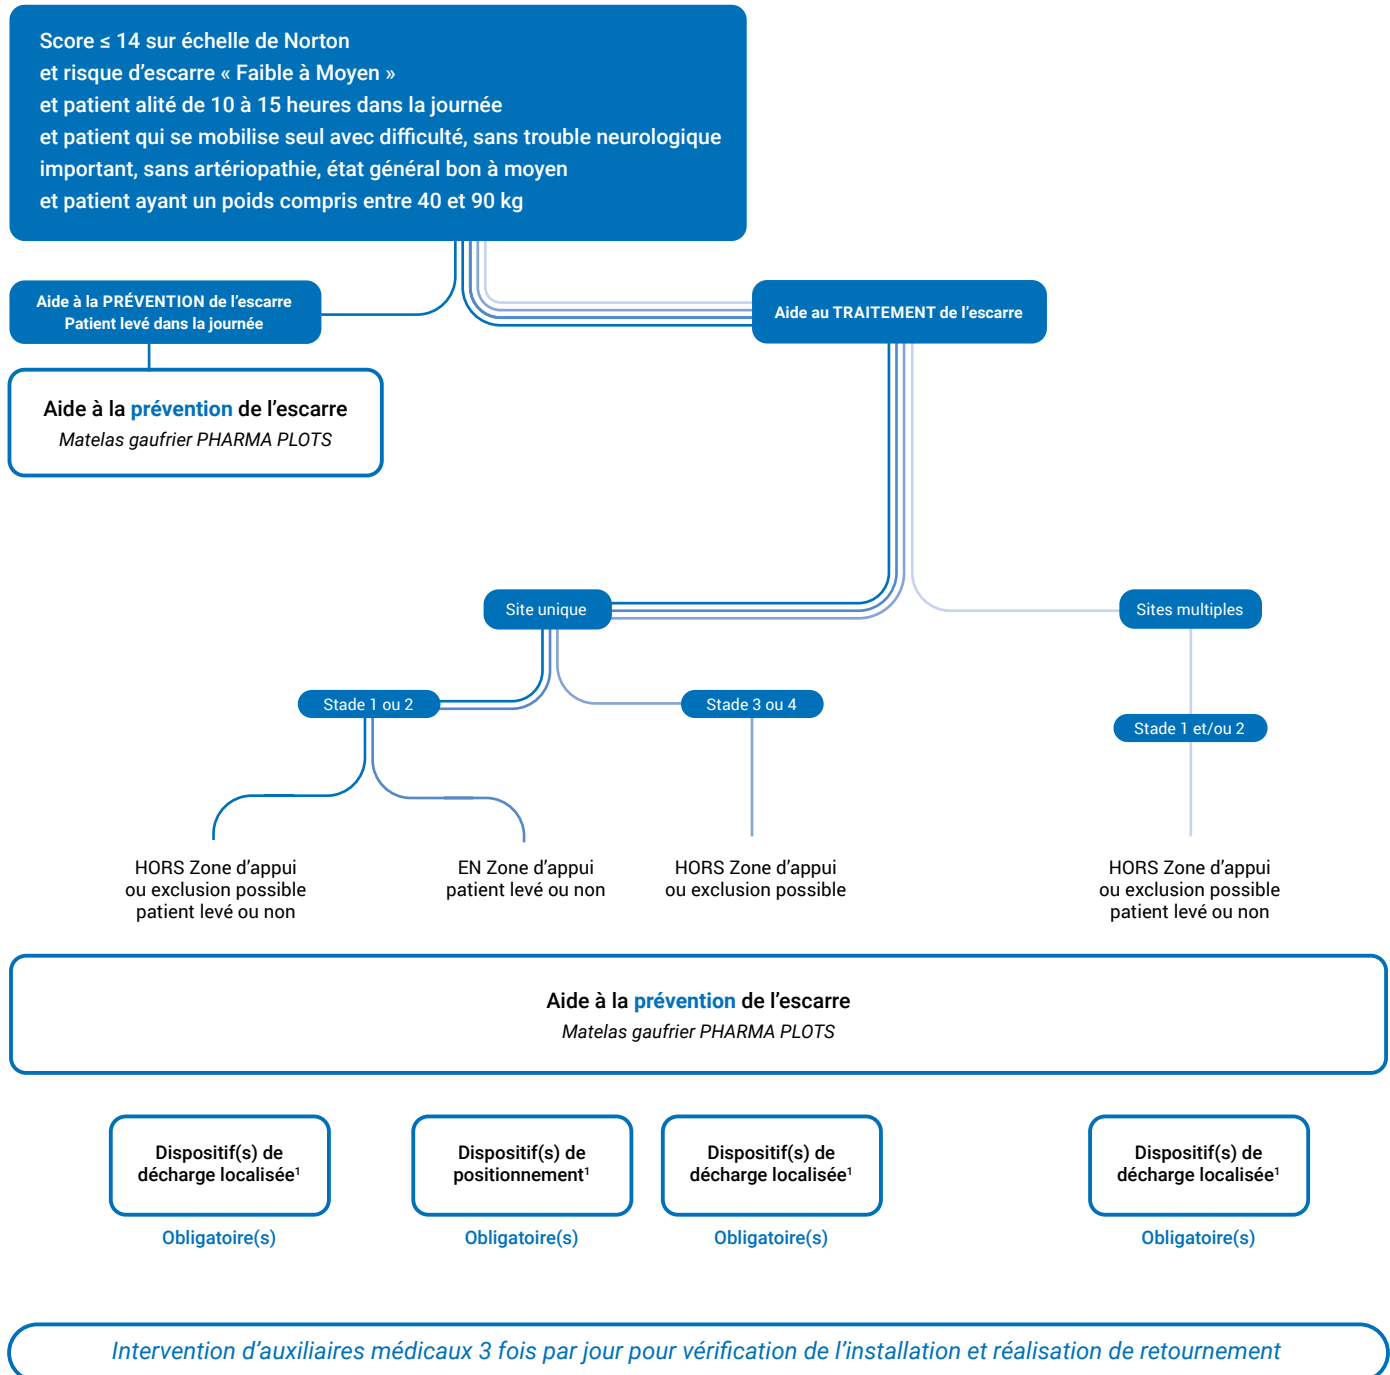 Score ≤ 14 sur échelle de Norton
et risque d'escarre « Faible à Moyen »
et patient alité de 10 à 15 heures dans la journée
et patient qui se mobilise seul avec difficulté, sans trouble neurologique
important, sans artériopathie, état général bon à moyen
et patient ayant un poids compris entre 40 et 90 kg
Aide à la PRÉVENTION de l'escarre
Patient levé dans la journée
Aide au TRAITEMENT de l'escarre
Aide à la prévention de l'escarre
Matelas gaufrier PHARMA PLOTS
Site unique
Sites multiples
Stade 1 ou 2
Stade 3 ou 4
Stade 1 et/ou 2
HORS Zone d'appui
ou exclusion possible
patient levé ou non
EN Zone d'appui
patient levé ou non
HORS Zone d'appui
ou exclusion possible
HORS Zone d'appui
ou exclusion possible
patient levé ou non
Aide à la prévention de l'escarre
Matelas gaufrier PHARMA PLOTS
Dispositif(s) de
décharge localisée¹
Obligatoire(s)
Dispositif(s) de
positionnement¹
Obligatoire(s)
Dispositif(s) de
décharge localisée¹
Obligatoire(s)
Dispositif(s) de
décharge localisée¹
Obligatoire(s)
Intervention d'auxiliaires médicaux 3 fois par jour pour vérification de l'installation et réalisation de retournement